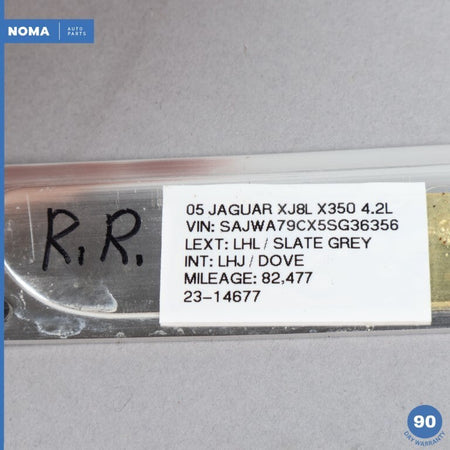 NOMA AUTO
PARTS
R.R.
05 JAGUAR XJ8L X350 4.2L
VIN: SAJWA79CX5SG36356
LEXT: LHL / SLATE GREY
INT: LHJ / DOVE
MILEAGE: 82,477
23-14677
90
DAY WARRANTY